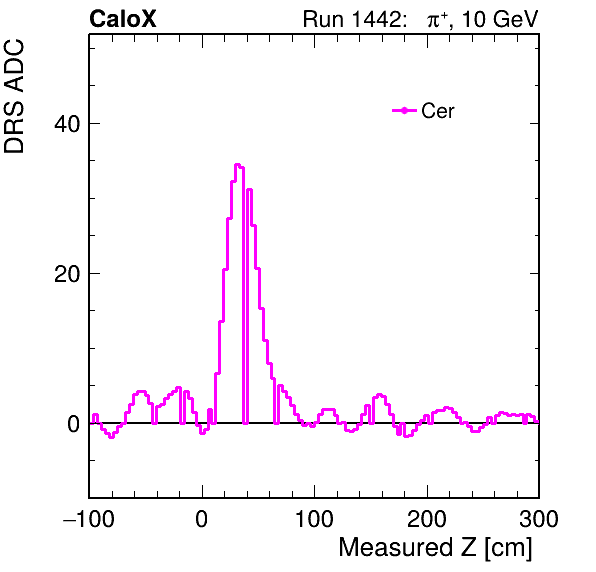 CaloX Run 1442: π+, 10 GeV
DRS ADC
Cer
40
20
0
−100 0 100 200 300
Measured Z [cm]